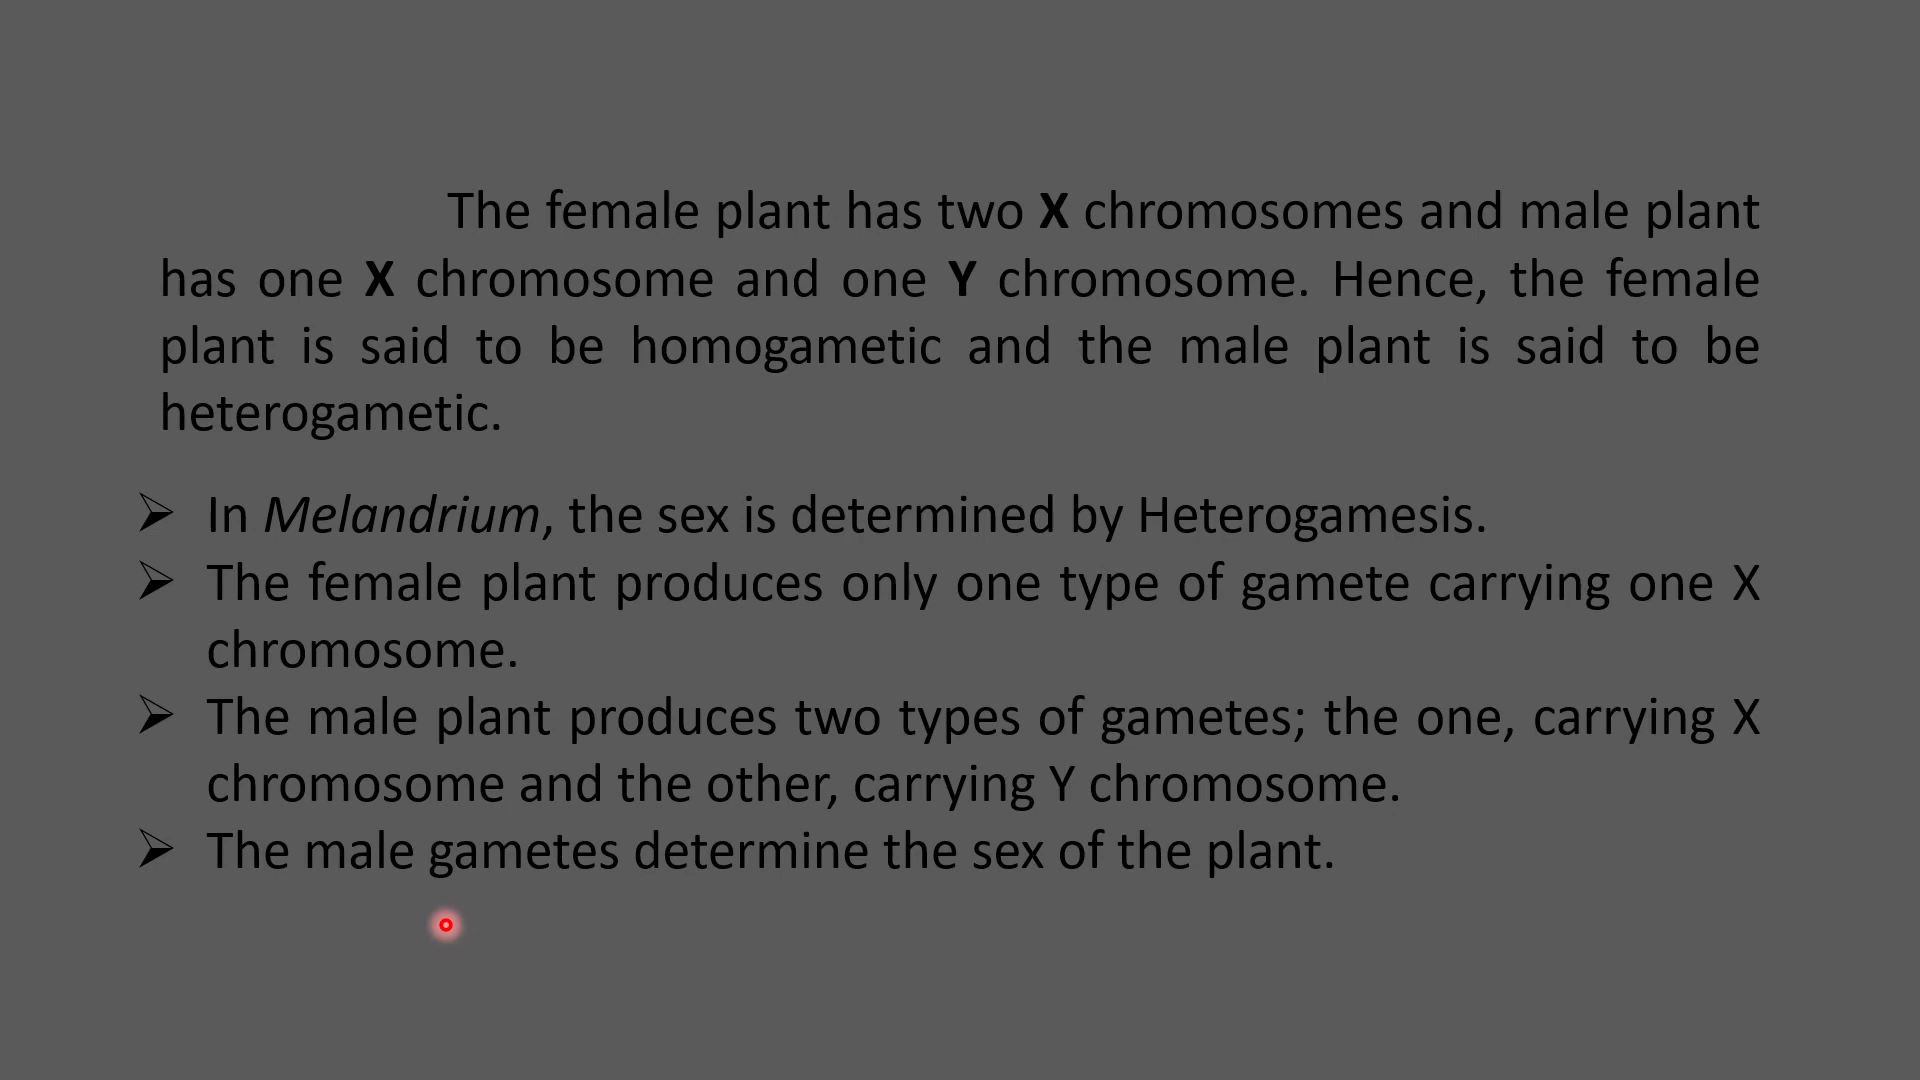 The female plant has two X chromosomes and male plant
has one X chromosome and one Y chromosome. Hence, the female
plant is said to be homogametic and the male plant is said to be
heterogametic.
➢ In Melandrium, the sex is determined by Heterogamesis.
➢ The female plant produces only one type of gamete carrying one X
chromosome.
➢ The male plant produces two types of gametes; the one, carrying X
chromosome and the other, carrying Y chromosome.
➢ The male gametes determine the sex of the plant.